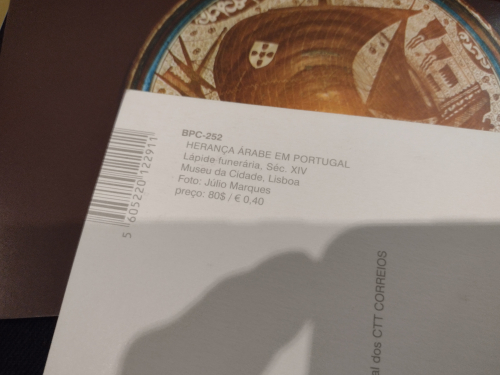 BPC-252
HERANÇA ÁRABE EM PORTUGAL
Lápide funerária, Séc. XIV
Museu da Cidade, Lisboa
Foto: Júlio Marques
preço: 80$ / € 0,40
5 605220 122911
al dos CTT CORREIOS